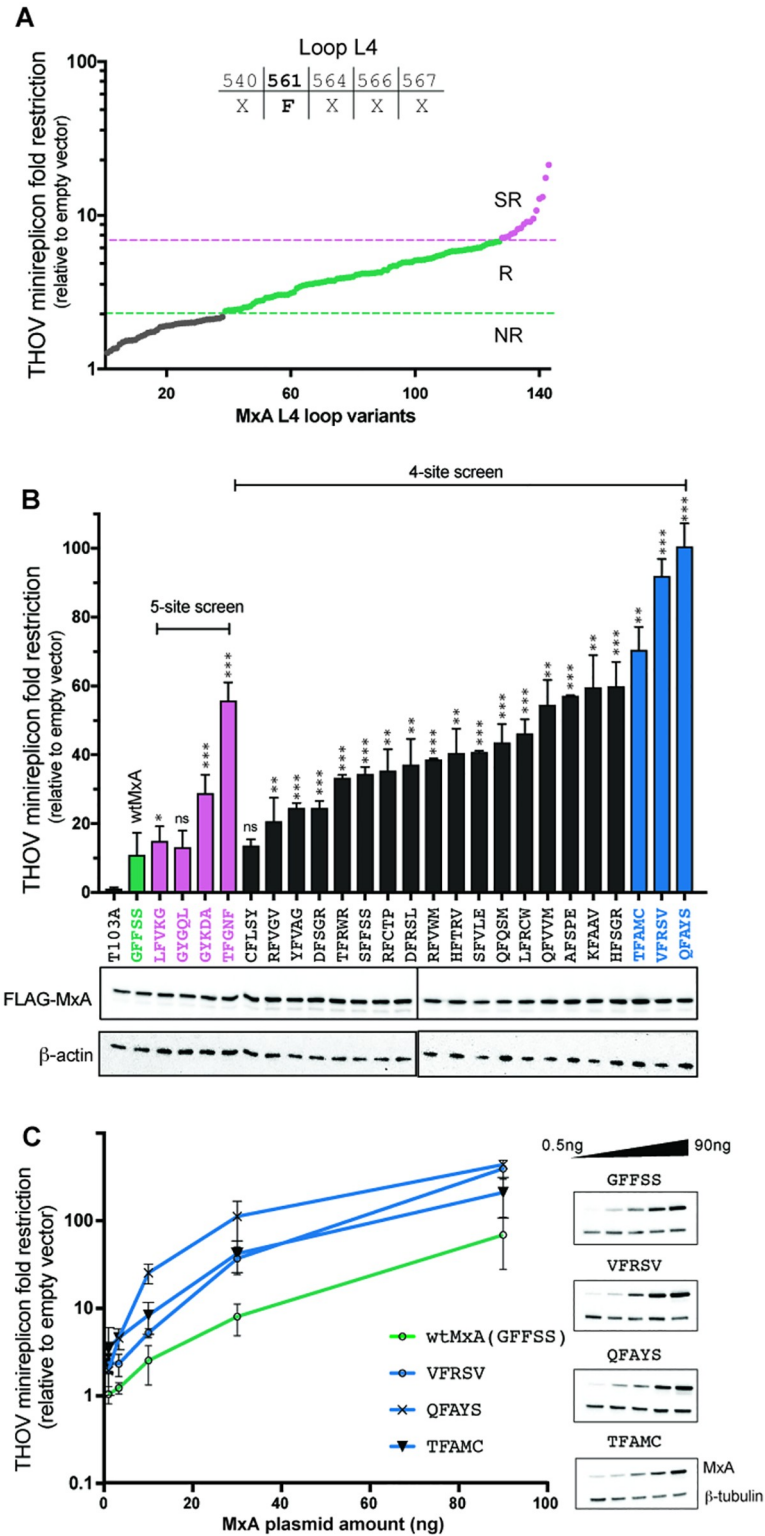 A
Loop L4
540 561 564 566 567
X F X X X
THOV minireplicon fold restriction
(relative to empty vector)
100
10
1
SR
R
NR
20 60 100 140
MxA L4 loop variants
B
4-site screen
5-site screen
THOV minireplicon fold restriction
(relative to empty vector)
100
80
60
40
20
0
wtMxA
* ns *** *** ns ** *** *** *** *** ** ** *** ** *** *** *** ** *** ** *** ** *** ***
T103A
GFFSS
LFVKG
GYGQL
GYKDA
TFGNF
CFLSY
RFVGV
YFVAG
DFSGR
TFRWR
SFFSS
RFCTP
DFRSL
RFVWM
HFTRV
SFVLE
QFQSM
LFRCW
QFVVM
AFSPE
KFAAV
HFSGR
TFAMC
VFRSV
QFAYS
FLAG-MxA
β-actin
C
THOV minireplicon fold restriction
(relative to empty vector)
100
10
1
0.1
0 20 40 60 80 100
MxA plasmid amount (ng)
wtMxA(GFFSS)
VFRSV
QFAYS
TFAMC
0.5ng 90ng
GFFSS
VFRSV
QFAYS
TFAMC
MxA
β-tubulin